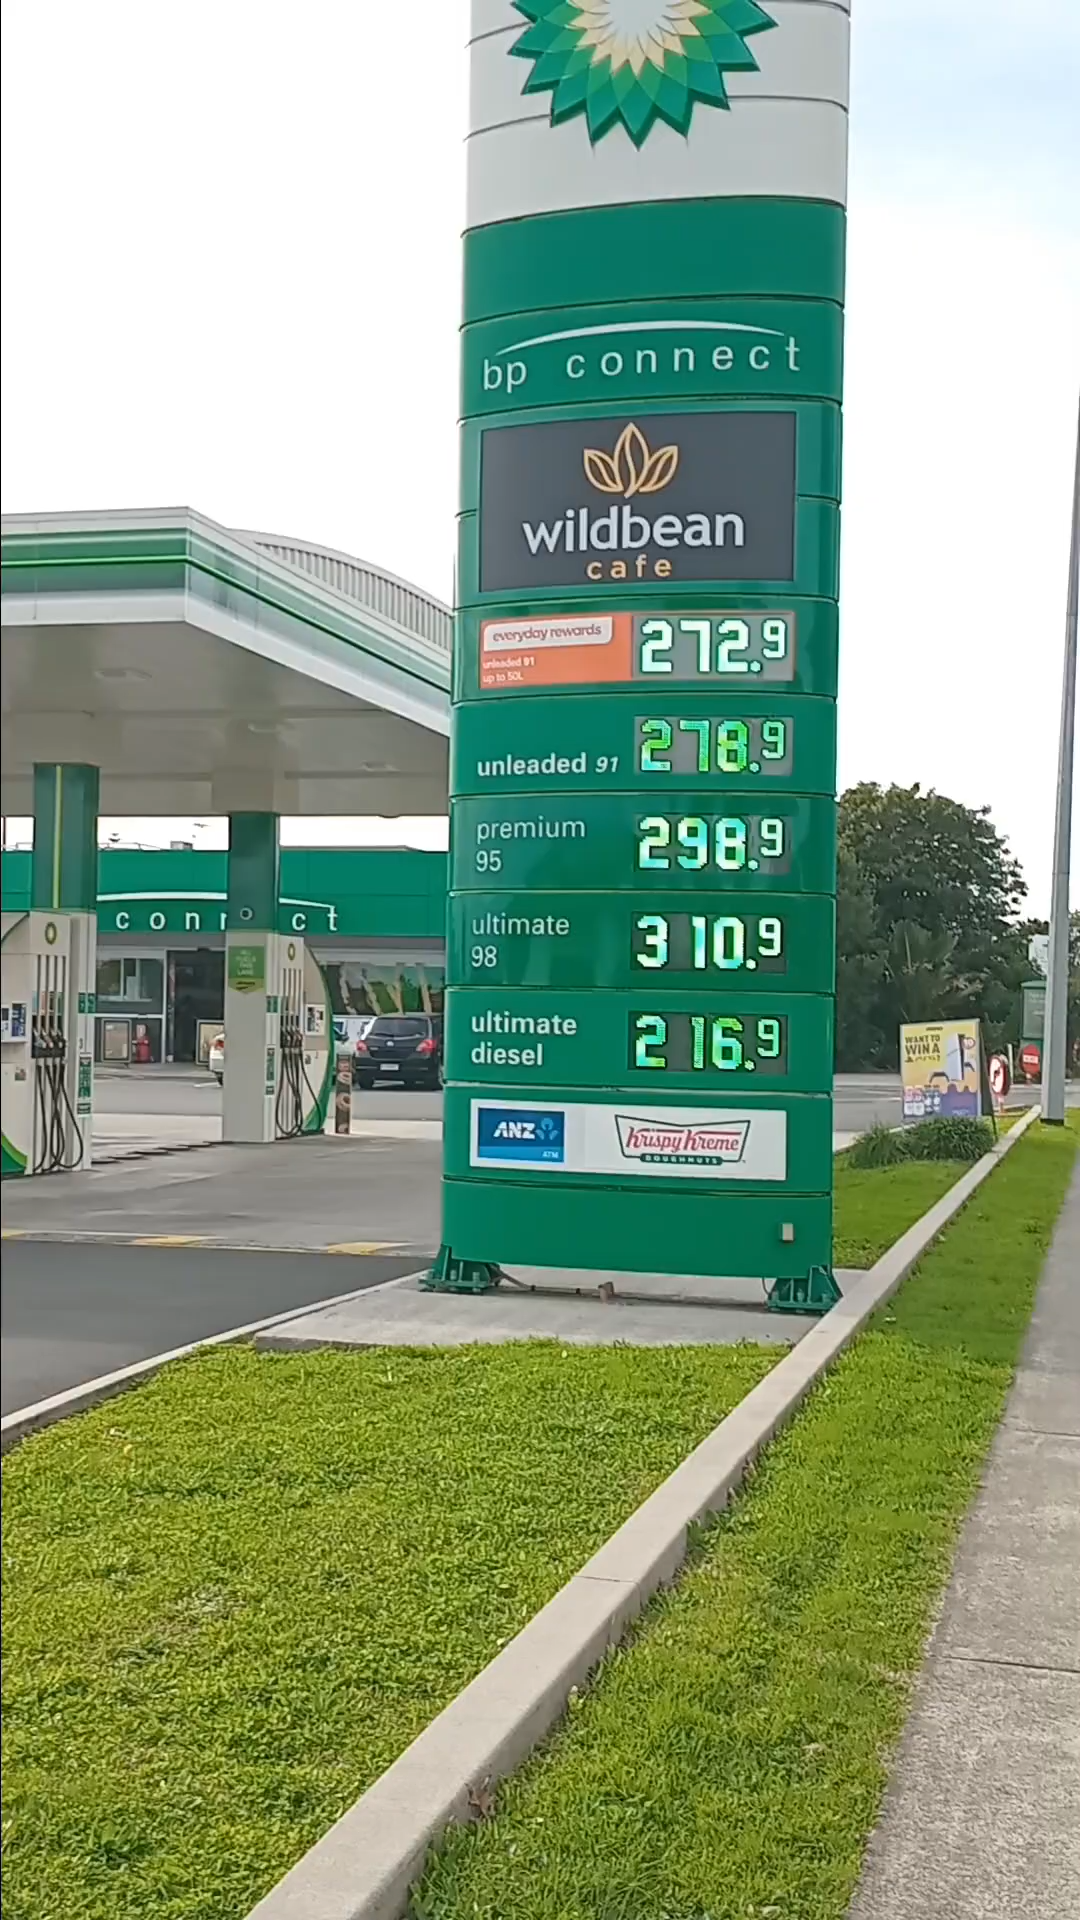 bp connect
wildbean
cafe
everyday rewards
unleaded 91
up to 50L
272.9
unleaded 91 278.9
premium
95
298.9
ultimate
98
310.9
ultimate
diesel
216.9
ANZ
ATM
Krispy Kreme
DOUGHNUTS
connect
WANT TO
WIN A